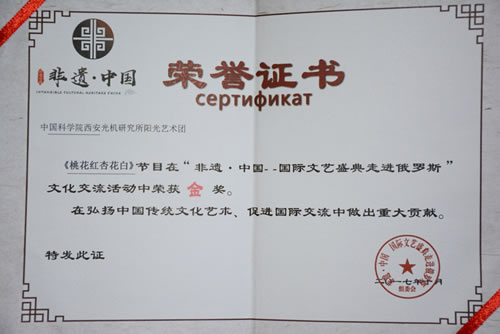 非遗·中国
INTANGIBLE CULTURAL HERITAGE CHINA
荣誉证书
сертификат
中国科学院西安光机研究所阳光艺术团
《桃花红杏花白》节目在“非遗·中国--国际文艺盛典走进俄罗斯”
文化交流活动中荣获 金 奖。
在弘扬中国传统文化艺术、促进国际交流中做出重大贡献。
特发此证
组委会